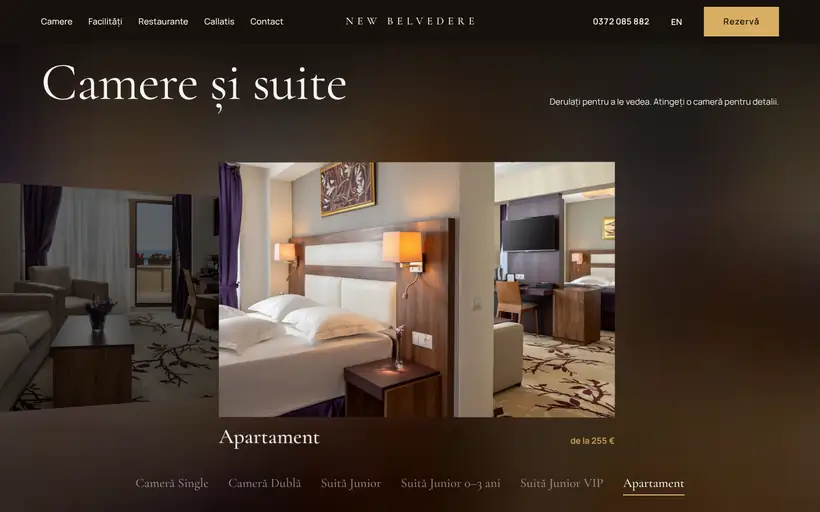 Camere Facilități Restaurante Callatis Contact NEW BELVEDERE 0372 085 882 EN Rezervă
Camere și suite
Derulați pentru a le vedea. Atingeți o cameră pentru detalii.
Apartament de la 255 €
Cameră Single Cameră Dublă Suită Junior Suită Junior 0–3 ani Suită Junior VIP Apartament